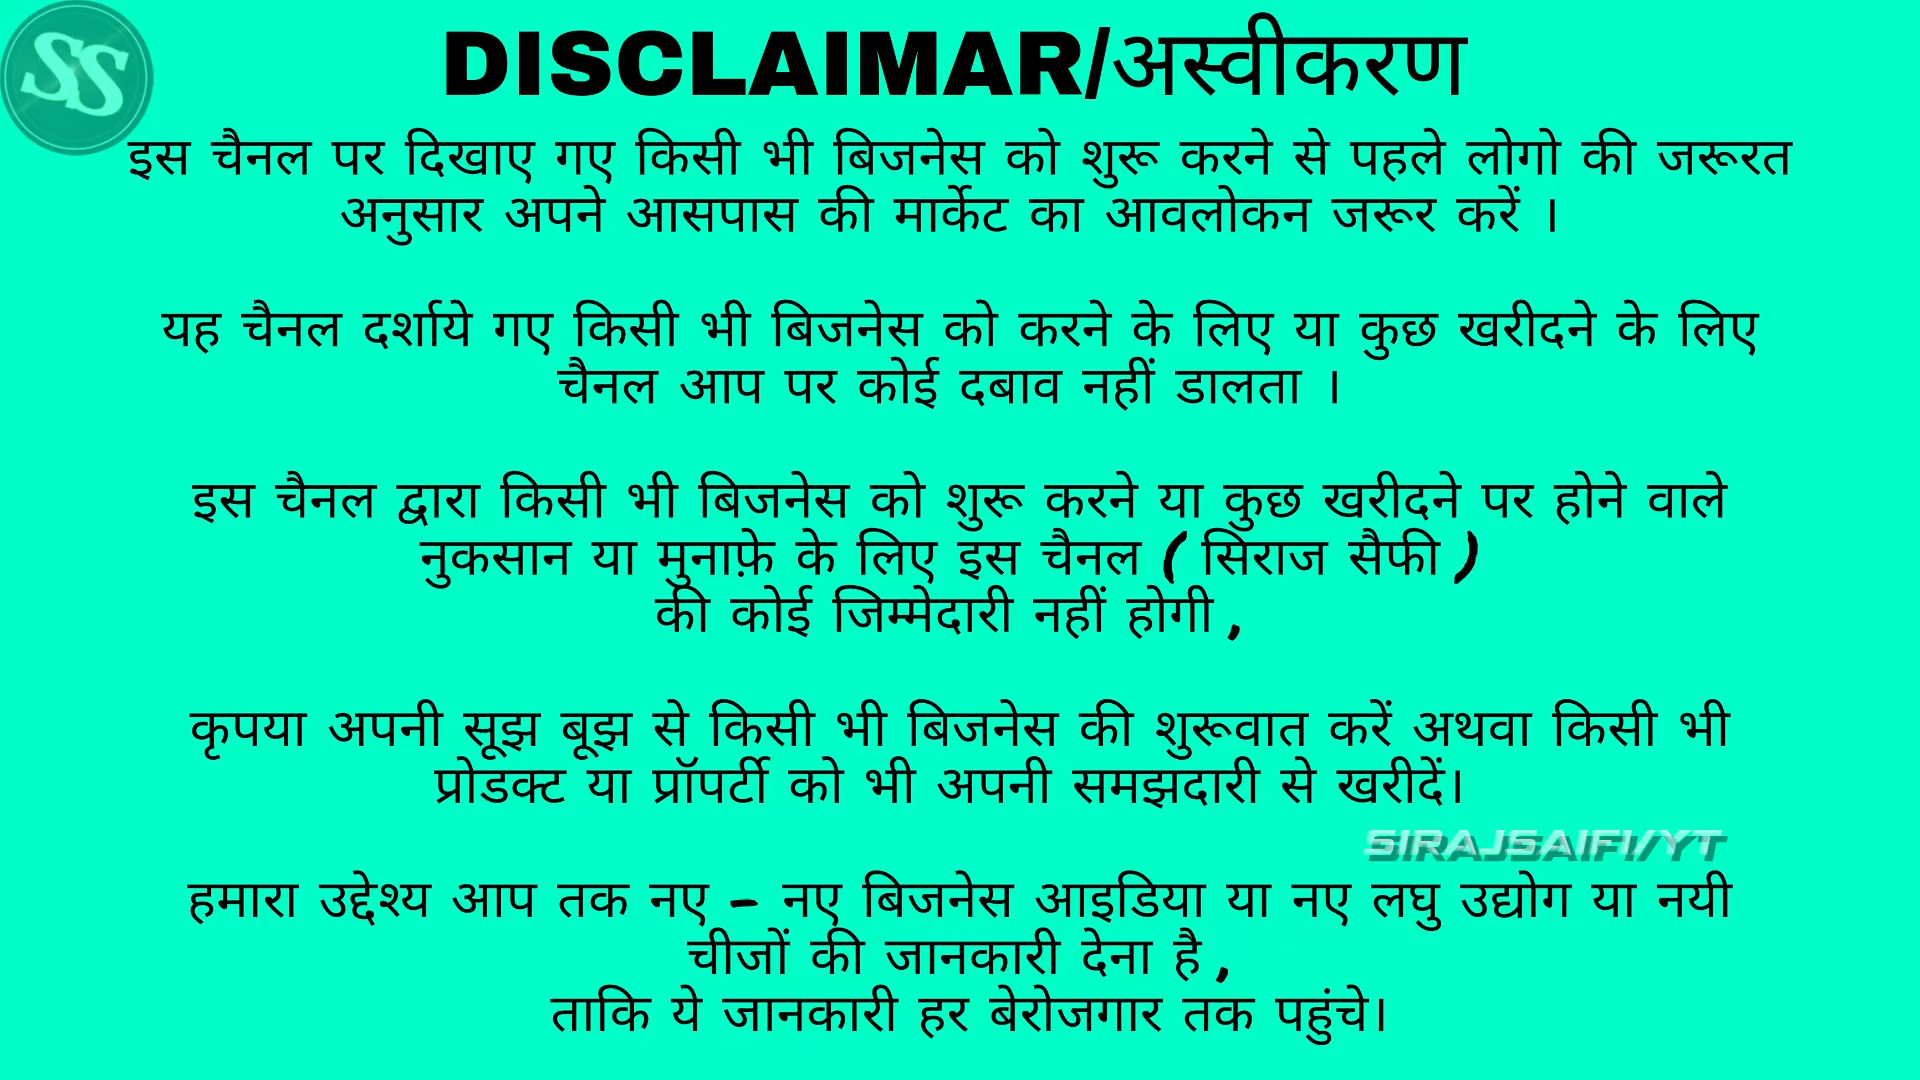 SS
DISCLAIMAR/अस्वीकरण
इस चैनल पर दिखाए गए किसी भी बिजनेस को शुरू करने से पहले लोगो की जरूरत
अनुसार अपने आसपास की मार्केट का आवलोकन जरूर करें ।
यह चैनल दर्शाये गए किसी भी बिजनेस को करने के लिए या कुछ खरीदने के लिए
चैनल आप पर कोई दबाव नहीं डालता ।
इस चैनल द्वारा किसी भी बिजनेस को शुरू करने या कुछ खरीदने पर होने वाले
नुकसान या मुनाफ़े के लिए इस चैनल ( सिराज सैफी )
की कोई जिम्मेदारी नहीं होगी ,
कृपया अपनी सूझ बूझ से किसी भी बिजनेस की शुरूवात करें अथवा किसी भी
प्रोडक्ट या प्रॉपर्टी को भी अपनी समझदारी से खरीदें।
SIRAJSAIFI/YT
हमारा उद्देश्य आप तक नए - नए बिजनेस आइडिया या नए लघु उद्योग या नयी
चीजों की जानकारी देना है ,
ताकि ये जानकारी हर बेरोजगार तक पहुंचे।